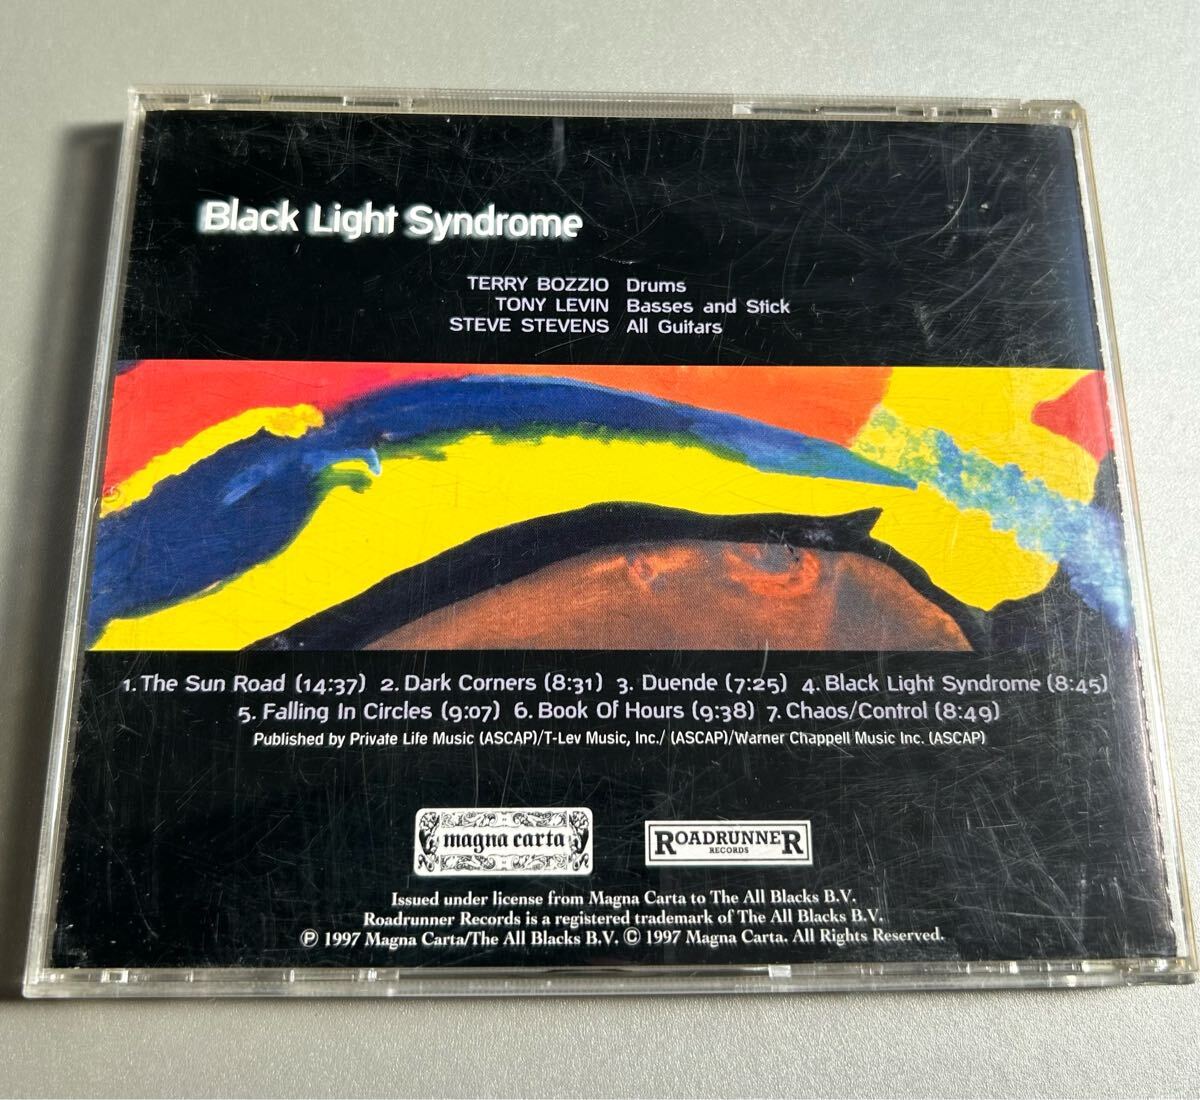 Black Light Syndrome
TERRY BOZZIO Drums
TONY LEVIN Basses and Stick
STEVE STEVENS All Guitars
1. The Sun Road (14:37) 2. Dark Corners (8:31) 3. Duende (7:25) 4. Black Light Syndrome (8:45)
5. Falling In Circles (9:07) 6. Book Of Hours (9:38) 7. Chaos/Control (8:49)
Published by Private Life Music (ASCAP)/T-Lev Music, Inc./ (ASCAP)/Warner Chappell Music Inc. (ASCAP)
magna carta
ROADRUNNER
RECORDS
Issued under license from Magna Carta to The All Blacks B.V.
Roadrunner Records is a registered trademark of The All Blacks B.V.
℗ 1997 Magna Carta/The All Blacks B.V. © 1997 Magna Carta. All Rights Reserved.